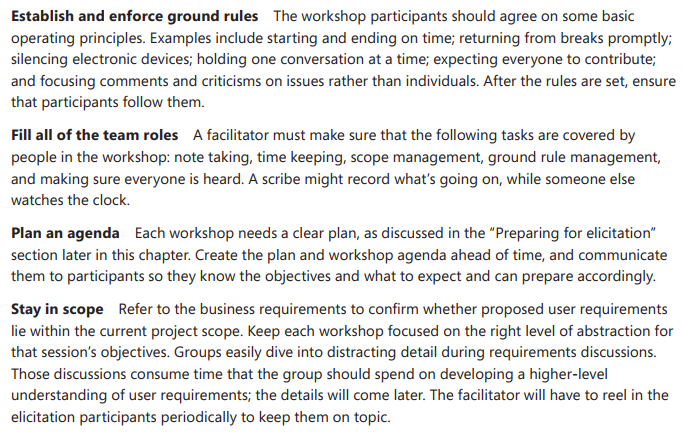 Establish and enforce ground rules The workshop participants should agree on some basic
operating principles. Examples include starting and ending on time; returning from breaks promptly;
silencing electronic devices; holding one conversation at a time; expecting everyone to contribute;
and focusing comments and criticisms on issues rather than individuals. After the rules are set, ensure
that participants follow them.
Fill all of the team roles A facilitator must make sure that the following tasks are covered by
people in the workshop: note taking, time keeping, scope management, ground rule management,
and making sure everyone is heard. A scribe might record what’s going on, while someone else
watches the clock.
Plan an agenda Each workshop needs a clear plan, as discussed in the “Preparing for elicitation”
section later in this chapter. Create the plan and workshop agenda ahead of time, and communicate
them to participants so they know the objectives and what to expect and can prepare accordingly.
Stay in scope Refer to the business requirements to confirm whether proposed user requirements
lie within the current project scope. Keep each workshop focused on the right level of abstraction for
that session’s objectives. Groups easily dive into distracting detail during requirements discussions.
Those discussions consume time that the group should spend on developing a higher-level
understanding of user requirements; the details will come later. The facilitator will have to reel in the
elicitation participants periodically to keep them on topic.